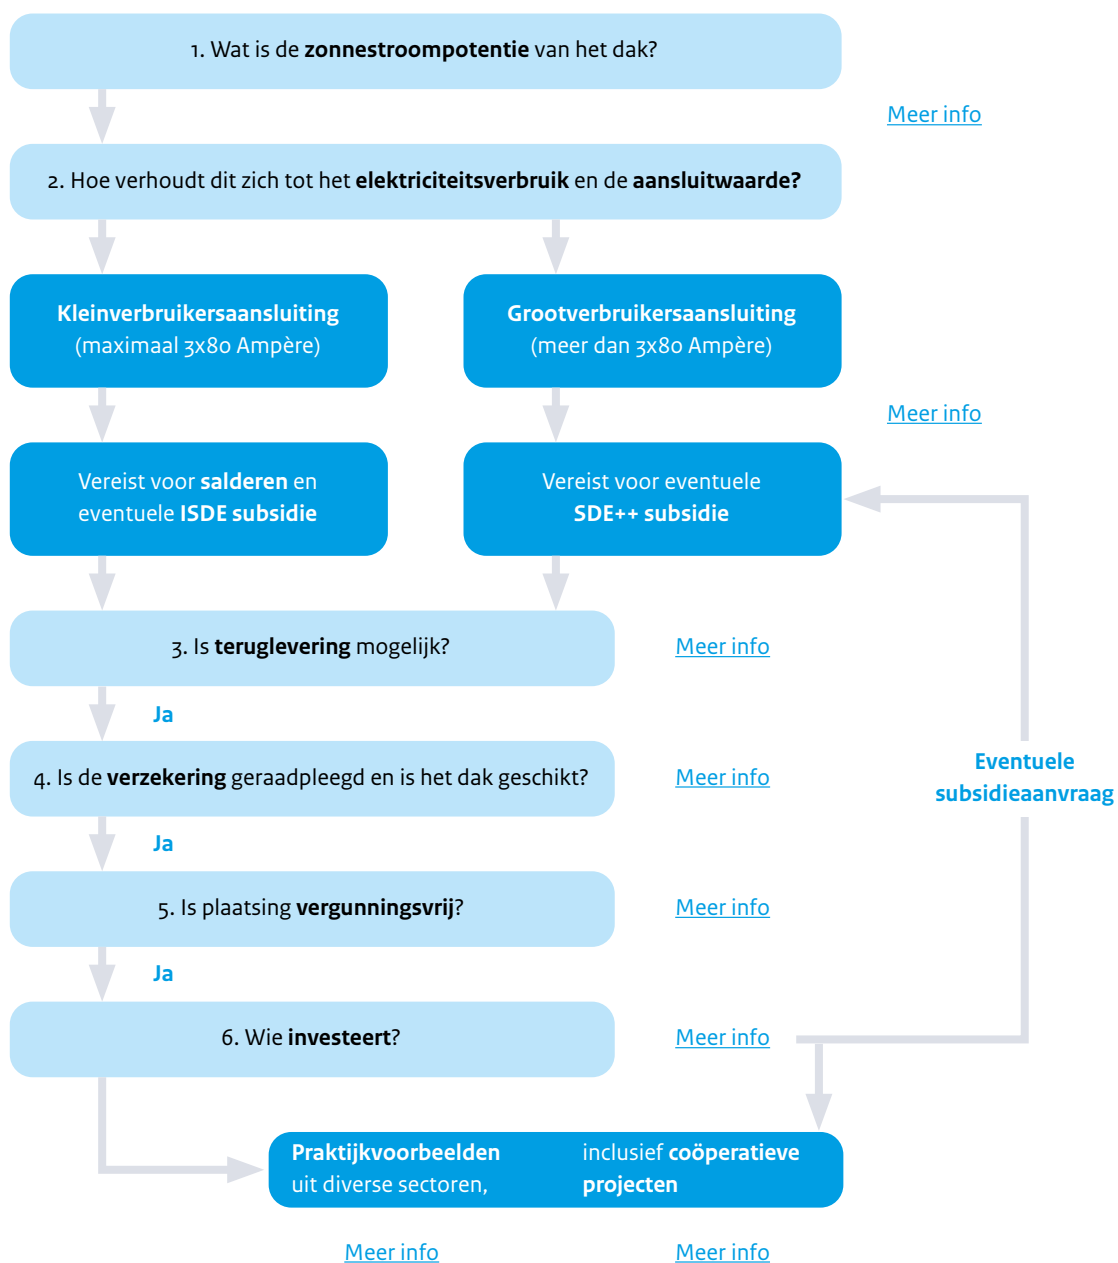 1. Wat is de zonnestroompotentie van het dak?
Meer info
2. Hoe verhoudt dit zich tot het elektriciteitsverbruik en de aansluitwaarde?
Kleinverbruikersaansluiting
(maximaal 3x80 Ampère)
Grootverbruikersaansluiting
(meer dan 3x80 Ampère)
Meer info
Vereist voor salderen en
eventuele ISDE subsidie
Vereist voor eventuele
SDE++ subsidie
3. Is teruglevering mogelijk?
Meer info
Ja
4. Is de verzekering geraadpleegd en is het dak geschikt?
Meer info
Eventuele
subsidieaanvraag
Ja
5. Is plaatsing vergunningsvrij?
Meer info
Ja
6. Wie investeert?
Meer info
Praktijkvoorbeelden
uit diverse sectoren,
inclusief coöperatieve
projecten
Meer info
Meer info